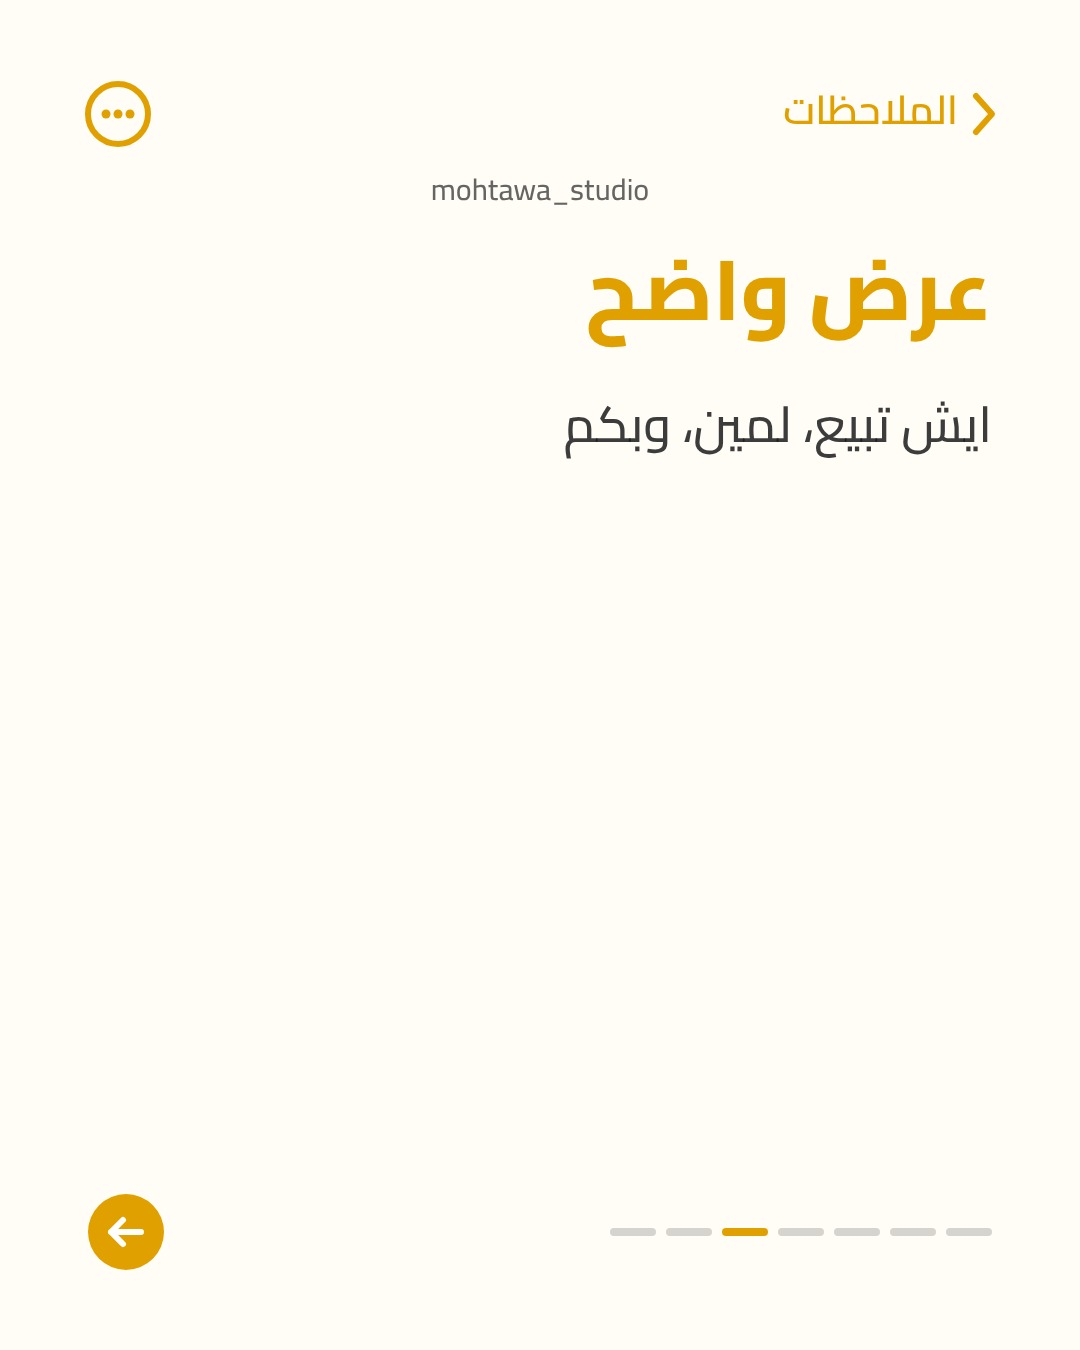 الملاحظات
mohtawa_studio
عرض واضح
ايش تبيع، لمين، وبكم